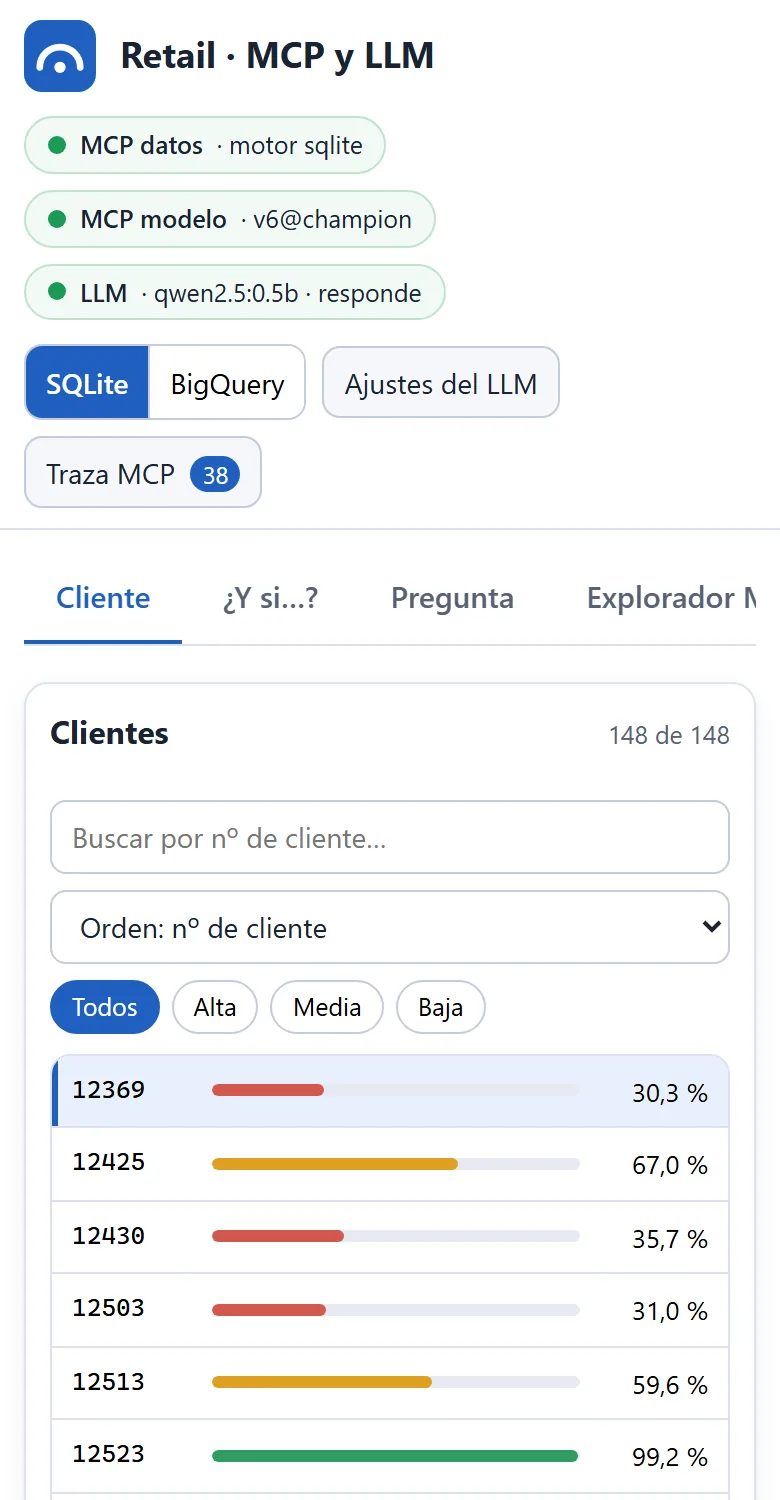 Retail · MCP y LLM
MCP datos · motor sqlite
MCP modelo · v6@champion
LLM · qwen2.5:0.5b · responde
SQLite BigQuery Ajustes del LLM
Traza MCP 38
Cliente ¿Y si...? Pregunta Explorador
Clientes 148 de 148
Buscar por nº de cliente...
Orden: nº de cliente
Todos Alta Media Baja
12369 30,3 %
12425 67,0 %
12430 35,7 %
12503 31,0 %
12513 59,6 %
12523 99,2 %